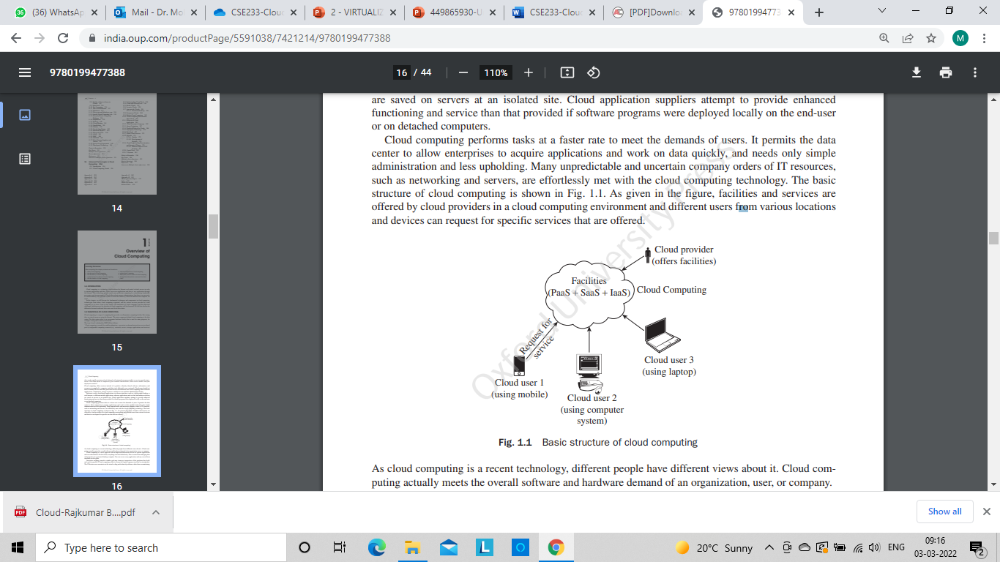 (36) WhatsAp
Mail - Dr. Mo
CSE233-Clou
2 - VIRTUALIZ
449865930-U
CSE233-Clou
[PDF]Downlo
9780199477
india.oup.com/productPage/5591038/7421214/9780199477388
M
9780199477388
16 / 44
110%
14
1
Overview of
Cloud Computing
15
16
are saved on servers at an isolated site. Cloud application suppliers attempt to provide enhanced
functioning and service than that provided if software programs were deployed locally on the end-user
or on detached computers.
Cloud computing performs tasks at a faster rate to meet the demands of users. It permits the data
center to allow enterprises to acquire applications and work on data quickly, and needs only simple
administration and less upholding. Many unpredictable and uncertain company orders of IT resources,
such as networking and servers, are effortlessly met with the cloud computing technology. The basic
structure of cloud computing is shown in Fig. 1.1. As given in the figure, facilities and services are
offered by cloud providers in a cloud computing environment and different users from various locations
and devices can request for specific services that are offered.
Cloud provider
(offers facilities)
Facilities
(PaaS + SaaS + IaaS)
Cloud Computing
Request for
service
Cloud user 1
(using mobile)
Cloud user 2
(using computer
system)
Cloud user 3
(using laptop)
Oxford University Press
Fig. 1.1 Basic structure of cloud computing
As cloud computing is a recent technology, different people have different views about it. Cloud com-
puting actually meets the overall software and hardware demand of an organization, user, or company.
PDF
Cloud-Rajkumar B....pdf
Show all
Type here to search
L
20°C Sunny
ENG
09:16
03-03-2022
2